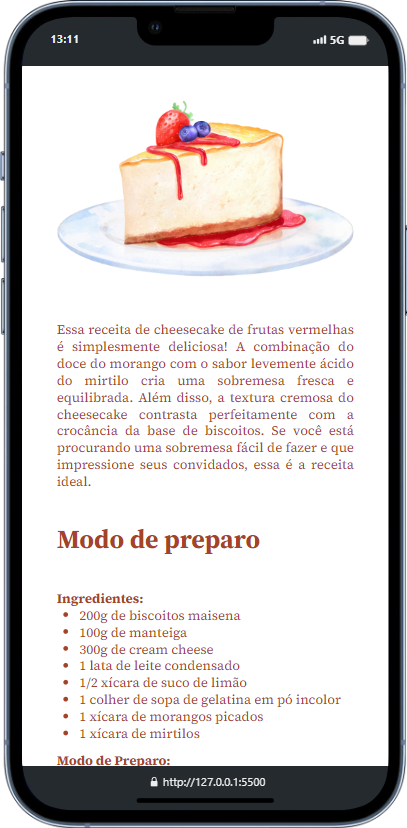 13:11
5G
Essa receita de cheesecake de frutas vermelhas
é simplesmente deliciosa! A combinação do
doce do morango com o sabor levemente ácido
do mirtilo cria uma sobremesa fresca e
equilibrada. Além disso, a textura cremosa do
cheesecake contrasta perfeitamente com a
crocância da base de biscoitos. Se você está
procurando uma sobremesa fácil de fazer e que
impressione seus convidados, essa é a receita
ideal.
Modo de preparo
Ingredientes:
• 200g de biscoitos maisena
• 100g de manteiga
• 300g de cream cheese
• 1 lata de leite condensado
• 1/2 xícara de suco de limão
• 1 colher de sopa de gelatina em pó incolor
• 1 xícara de morangos picados
• 1 xícara de mirtilos
Modo de Preparo:
http://127.0.0.1:5500